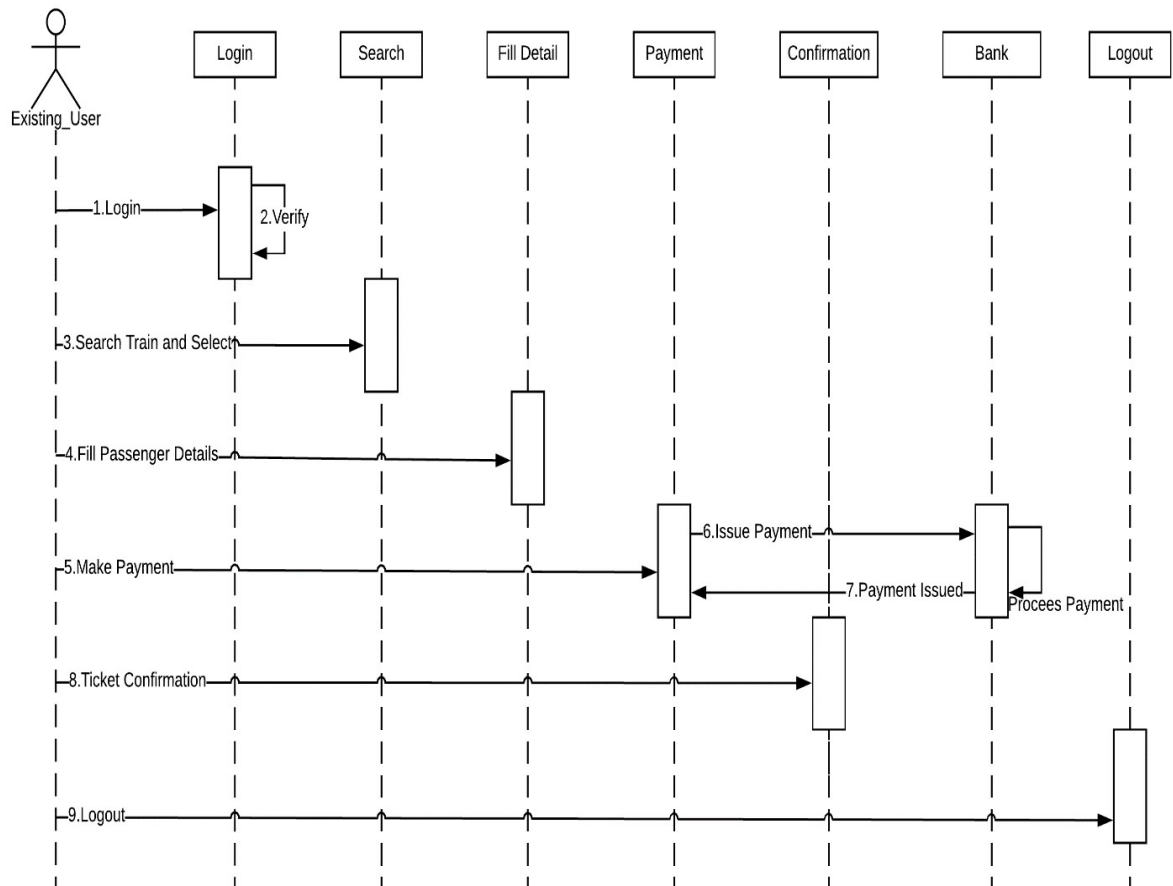 Login
Search
Fill Detail
Payment
Confirmation
Bank
Logout
Existing_User
1.Login
2.Verify
3.Search Train and Select
4.Fill Passenger Details
6.Issue Payment
5.Make Payment
7.Payment Issued
Procees Payment
8.Ticket Confirmation
9.Logout